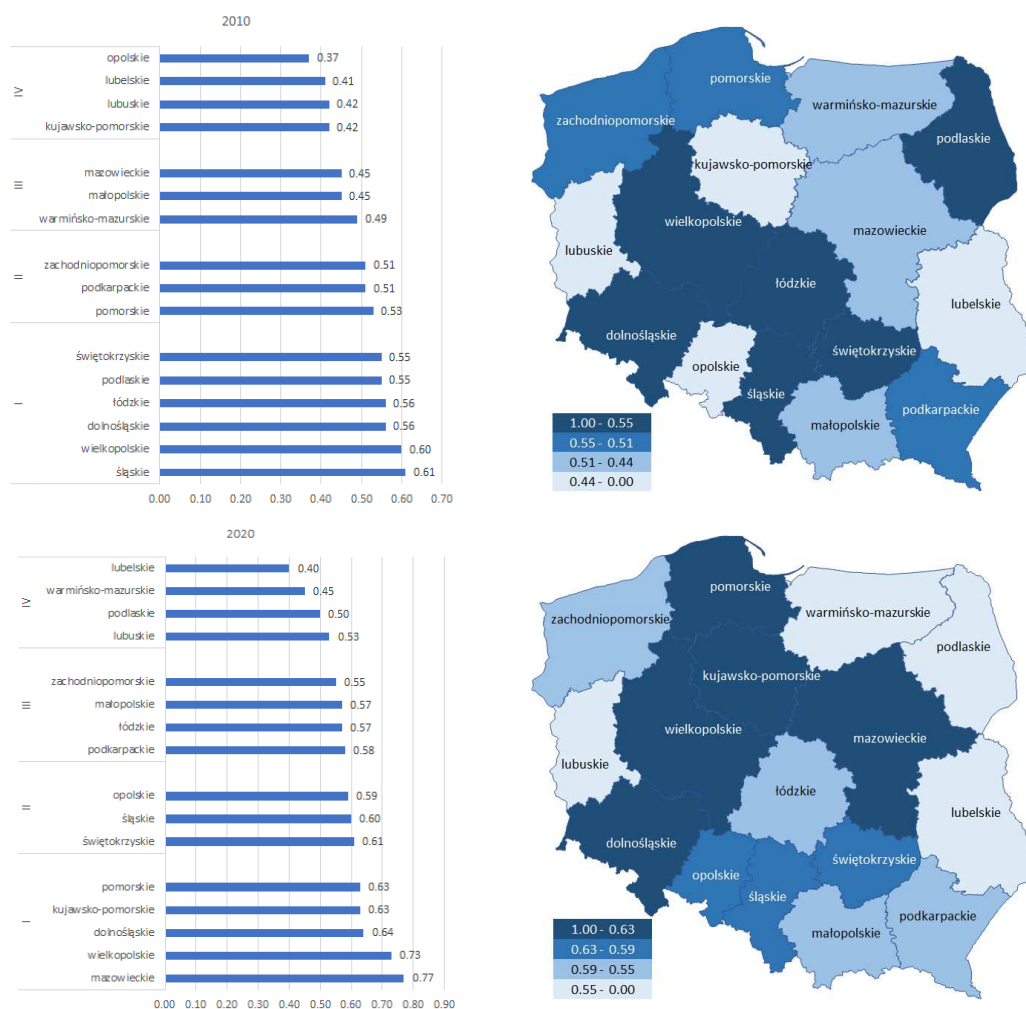 2010
IV
opolskie 0.37
lubelskie 0.41
lubuskie 0.42
kujawsko-pomorskie 0.42
III
mazowieckie 0.45
małopolskie 0.45
warmińsko-mazurskie 0.49
II
zachodniopomorskie 0.51
podkarpackie 0.51
pomorskie 0.53
I
świętokrzyskie 0.55
podlaskie 0.55
łódzkie 0.56
dolnośląskie 0.56
wielkopolskie 0.60
śląskie 0.61
0.00 0.10 0.20 0.30 0.40 0.50 0.60 0.70
pomorskie
warmińsko-mazurskie
zachodniopomorskie
podlaskie
kujawsko-pomorskie
wielkopolskie
mazowieckie
lubuskie
łódzkie
lubelskie
dolnośląskie
świętokrzyskie
opolskie
śląskie
podkarpackie
małopolskie
1.00 - 0.55
0.55 - 0.51
0.51 - 0.44
0.44 - 0.00
2020
IV
lubelskie 0.40
warmińsko-mazurskie 0.45
podlaskie 0.50
lubuskie 0.53
III
zachodniopomorskie 0.55
małopolskie 0.57
łódzkie 0.57
podkarpackie 0.58
II
opolskie 0.59
śląskie 0.60
świętokrzyskie 0.61
I
pomorskie 0.63
kujawsko-pomorskie 0.63
dolnośląskie 0.64
wielkopolskie 0.73
mazowieckie 0.77
0.00 0.10 0.20 0.30 0.40 0.50 0.60 0.70 0.80 0.90
pomorskie
warmińsko-mazurskie
zachodniopomorskie
podlaskie
kujawsko-pomorskie
wielkopolskie
mazowieckie
lubuskie
łódzkie
lubelskie
dolnośląskie
świętokrzyskie
opolskie
śląskie
podkarpackie
małopolskie
1.00 - 0.63
0.63 - 0.59
0.59 - 0.55
0.55 - 0.00